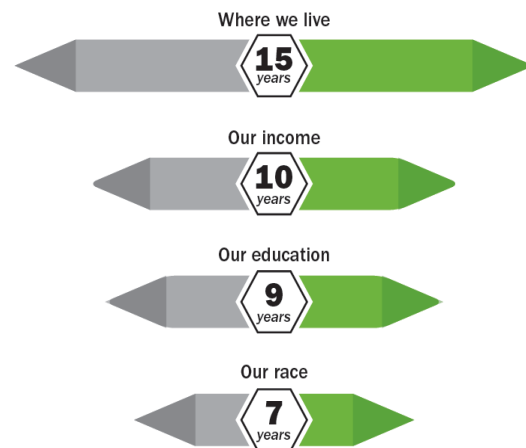 Where we live
15
years
Our income
10
years
Our education
9
years
Our race
7
years